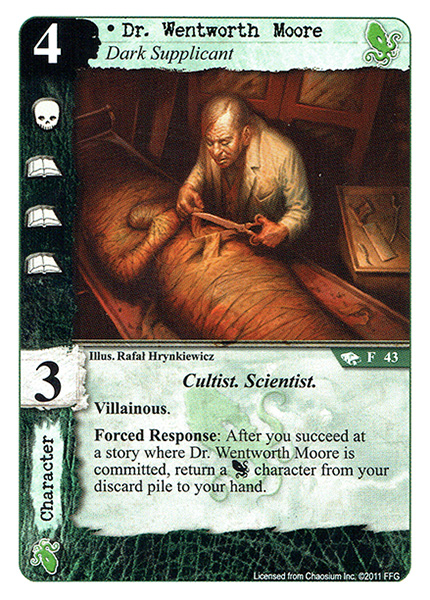 4
• Dr. Wentworth Moore
Dark Supplicant
Illus. Rafał Hrynkiewicz
F 43
3
Cultist. Scientist.
Villainous.
Forced Response: After you succeed at
a story where Dr. Wentworth Moore is
committed, return a character from your
discard pile to your hand.
Character
Licensed from Chaosium Inc. ©2011 FFG